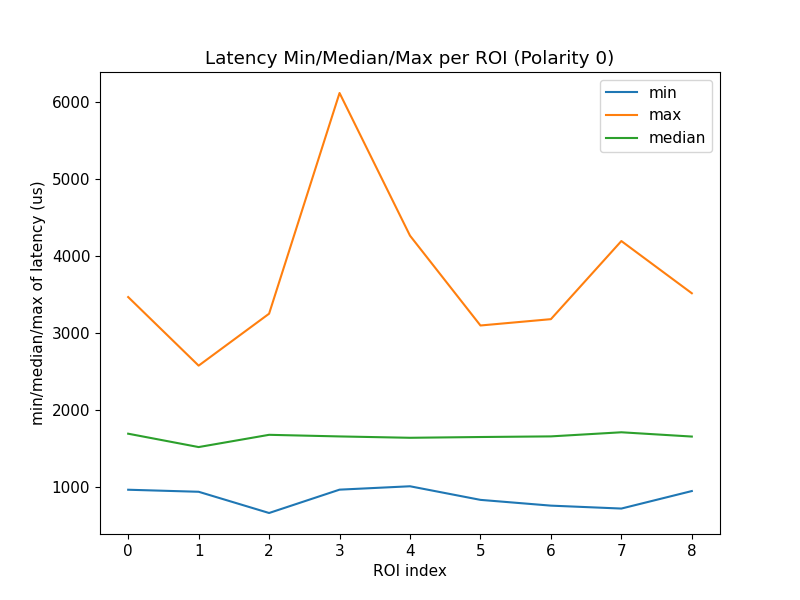 Latency Min/Median/Max per ROI (Polarity 0)
min
max
median
min/median/max of latency (us)
6000
5000
4000
3000
2000
1000
0 1 2 3 4 5 6 7 8
ROI index